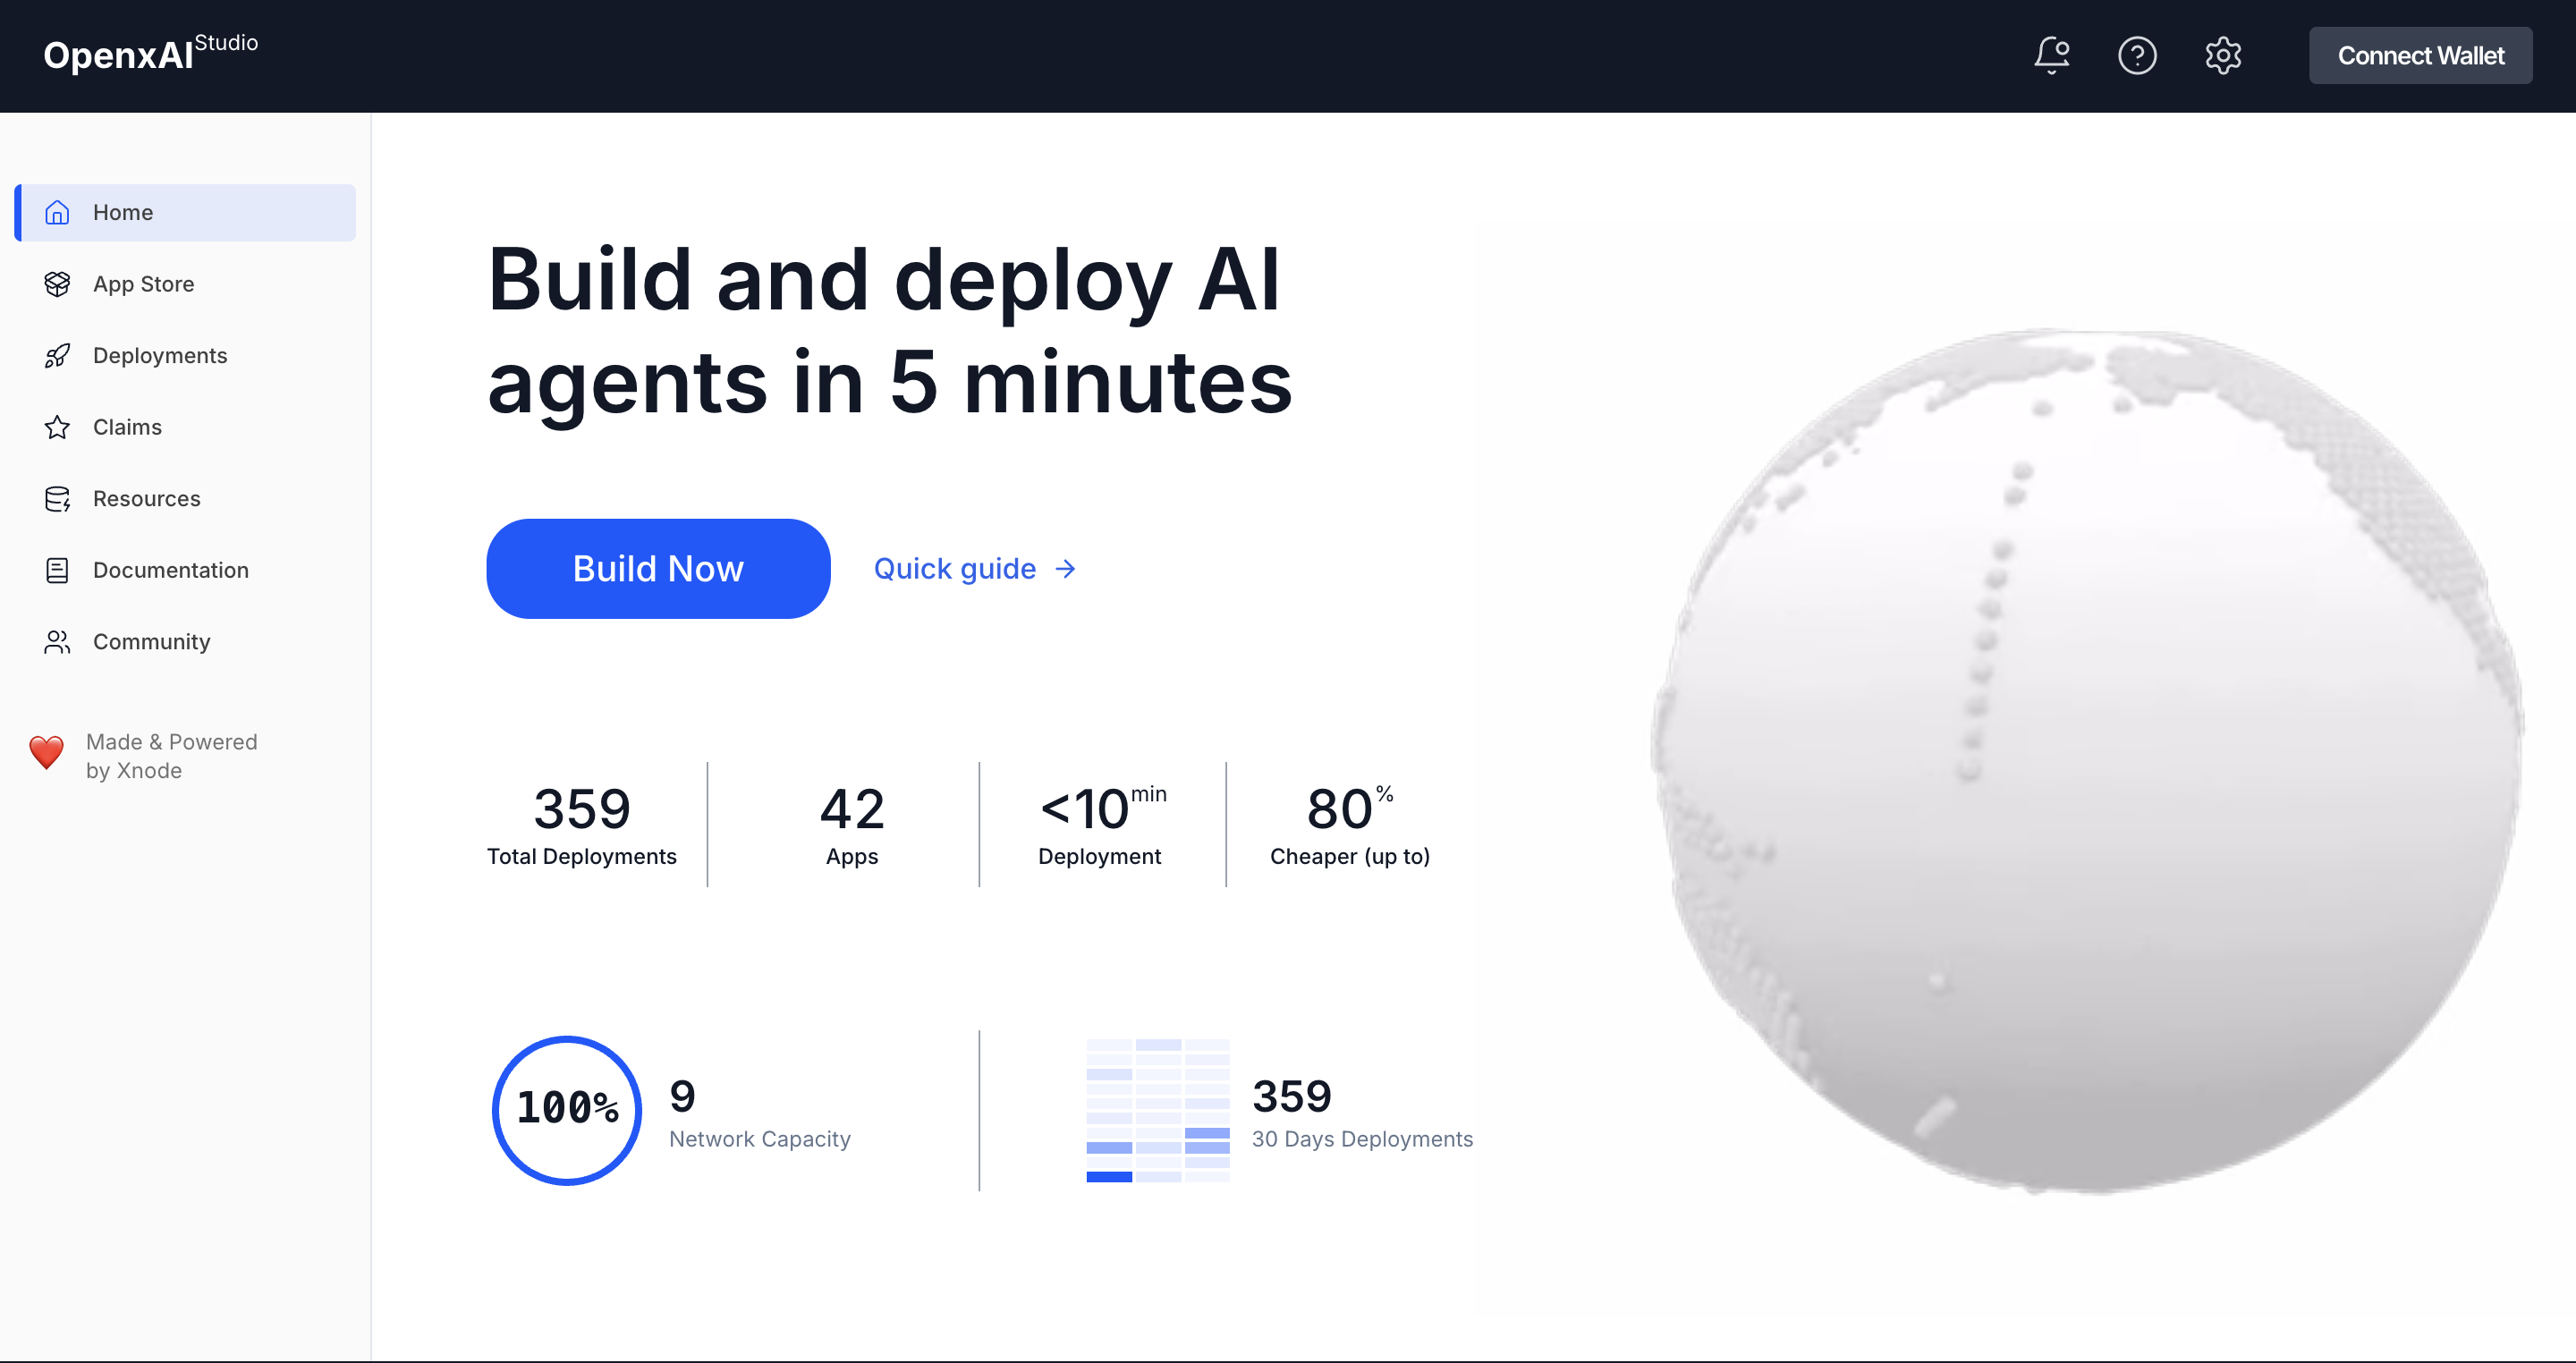 OpenxAI Studio
Connect Wallet
Home
App Store
Deployments
Claims
Resources
Documentation
Community
Made & Powered
by Xnode
Build and deploy AI
agents in 5 minutes
Build Now
Quick guide →
359
Total Deployments
42
Apps
<10 min
Deployment
80 %
Cheaper (up to)
100%
9
Network Capacity
359
30 Days Deployments